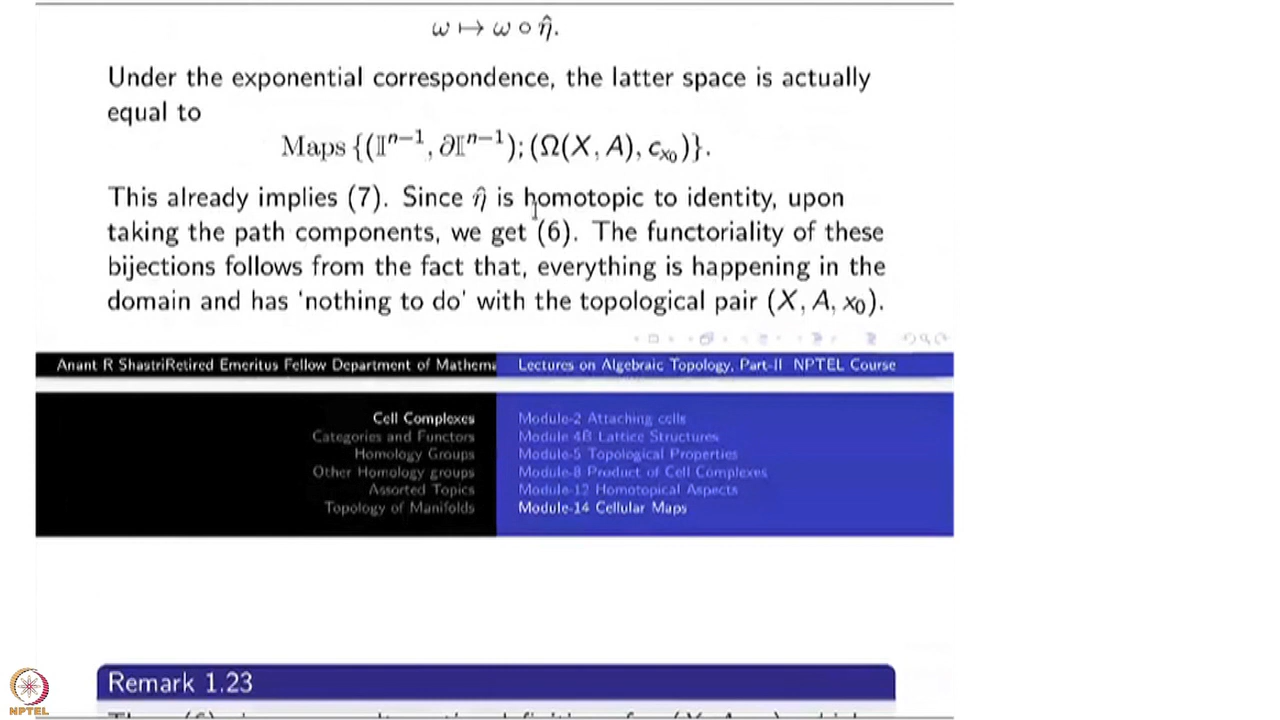 ω ↦ ω ∘ η̂.
Under the exponential correspondence, the latter space is actually
equal to
Maps {(𝕀ⁿ⁻¹, ∂𝕀ⁿ⁻¹); (Ω(X, A), c_{x₀})}.
This already implies (7). Since η̂ is homotopic to identity, upon
taking the path components, we get (6). The functoriality of these
bijections follows from the fact that, everything is happening in the
domain and has 'nothing to do' with the topological pair (X, A, x₀).
Anant R ShastriRetired Emeritus Fellow Department of Mathema
Lectures on Algebraic Topology, Part-II NPTEL Course
Cell Complexes
Categories and Functors
Homology Groups
Other Homology groups
Assorted Topics
Topology of Manifolds
Module-2 Attaching cells
Module 4B Lattice Structures
Module-5 Topological Properties
Module-8 Product of Cell Complexes
Module-12 Homotopical Aspects
Module-14 Cellular Maps
Remark 1.23
NPTEL